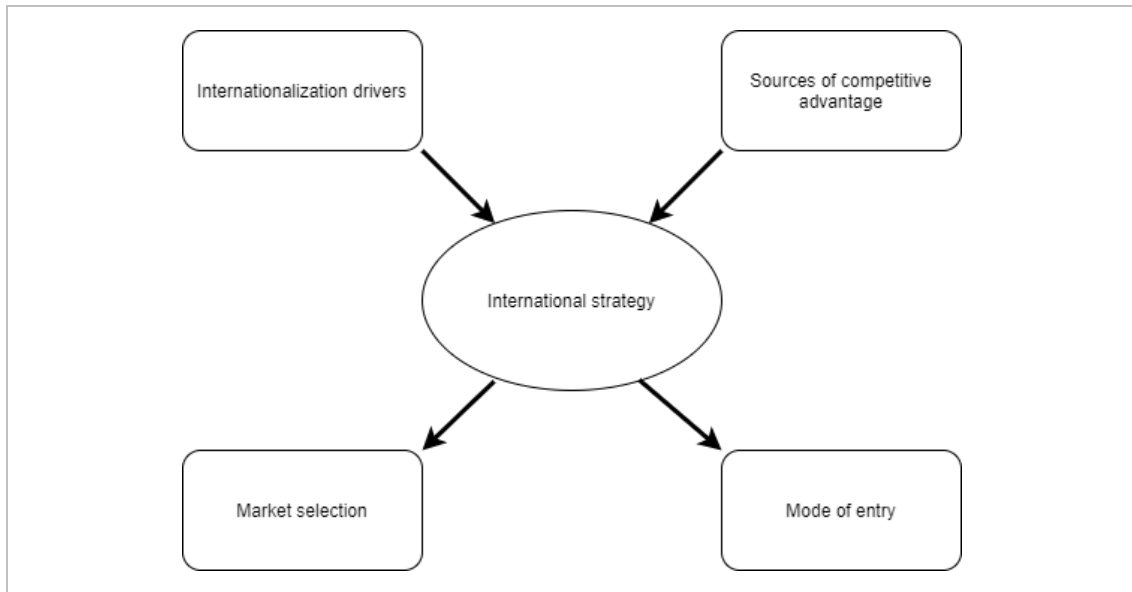 Internationalization drivers
Sources of competitive
advantage
International strategy
Market selection
Mode of entry